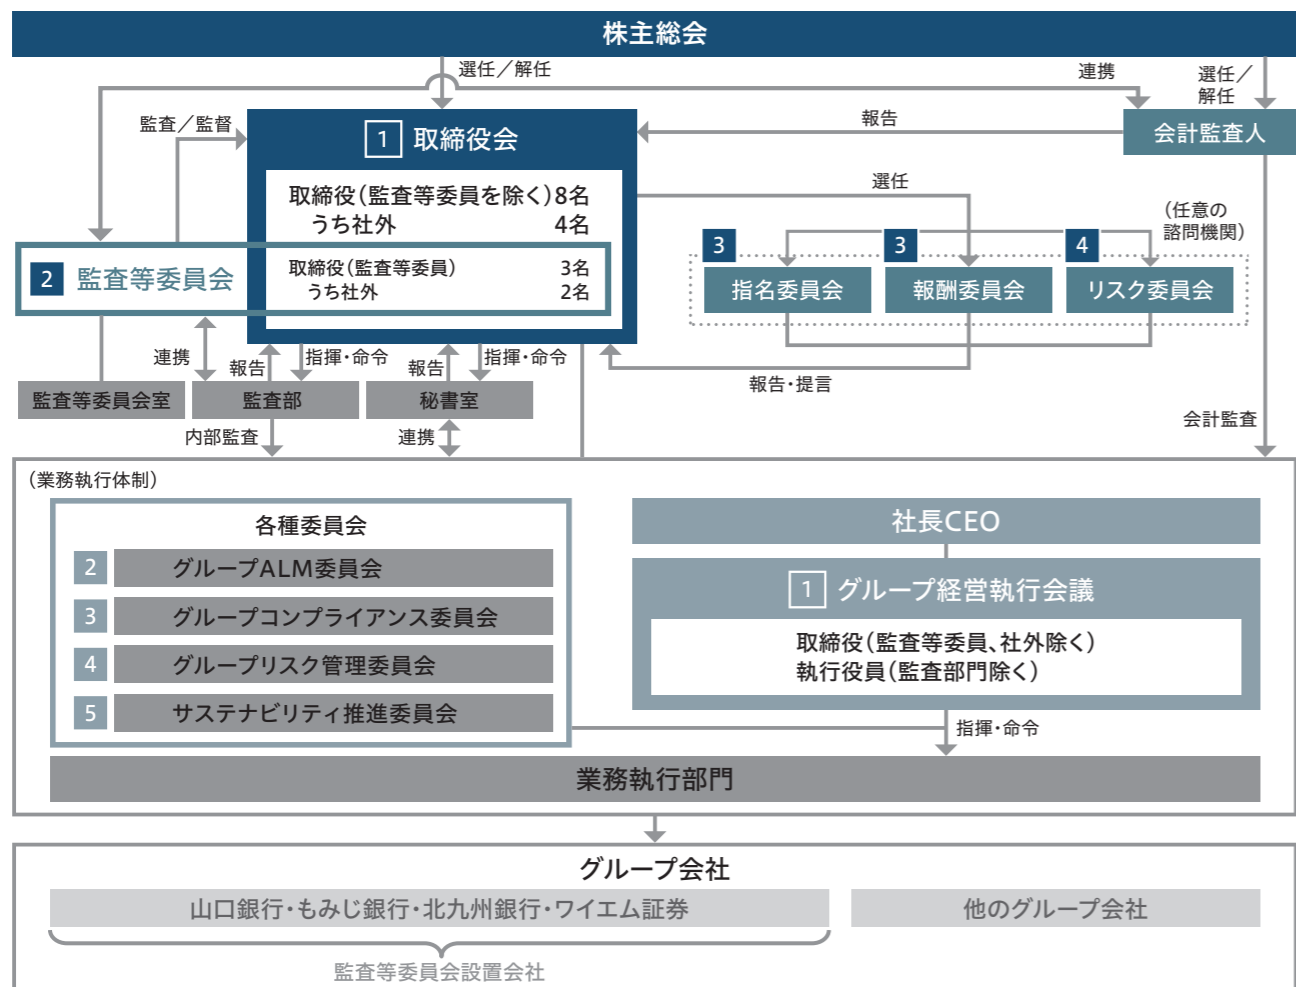 株主総会
選任／解任
連携
選任／
解任
監査／監督
1 取締役会
報告
会計監査人
取締役（監査等委員を除く）8名
うち社外 4名
選任
（任意の
諮問機関）
2 監査等委員会
取締役（監査等委員） 3名
うち社外 2名
3 指名委員会
3 報酬委員会
4 リスク委員会
連携
報告
指揮・命令
報告
指揮・命令
報告・提言
監査等委員会室
監査部
秘書室
内部監査
連携
会計監査
（業務執行体制）
各種委員会
2 グループALM委員会
3 グループコンプライアンス委員会
4 グループリスク管理委員会
5 サステナビリティ推進委員会
社長CEO
1 グループ経営執行会議
取締役（監査等委員、社外除く）
執行役員（監査部門除く）
指揮・命令
業務執行部門
グループ会社
山口銀行・もみじ銀行・北九州銀行・ワイエム証券
他のグループ会社
監査等委員会設置会社